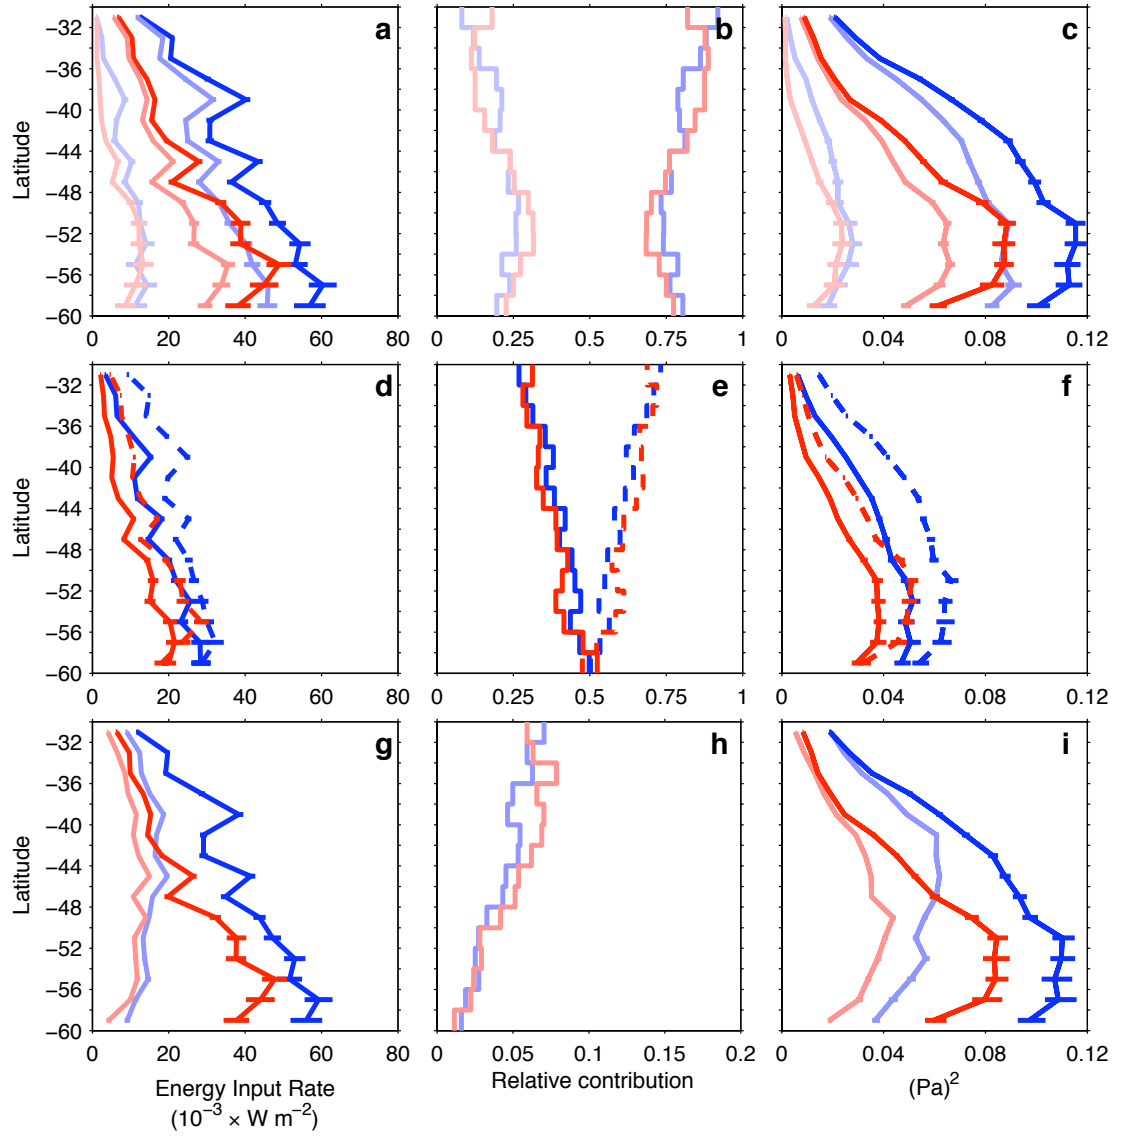 a
b
c
−32
−36
−40
−44
−48
−52
−56
−60
Latitude
0 20 40 60 80
0 0.25 0.5 0.75 1
0 0.04 0.08 0.12
d
e
f
−32
−36
−40
−44
−48
−52
−56
−60
Latitude
0 20 40 60 80
0 0.25 0.5 0.75 1
0 0.04 0.08 0.12
g
h
i
−32
−36
−40
−44
−48
−52
−56
−60
Latitude
0 20 40 60 80
0 0.05 0.1 0.15 0.2
0 0.04 0.08 0.12
Energy Input Rate
(10⁻³ × W m⁻²)
Relative contribution
(Pa)²